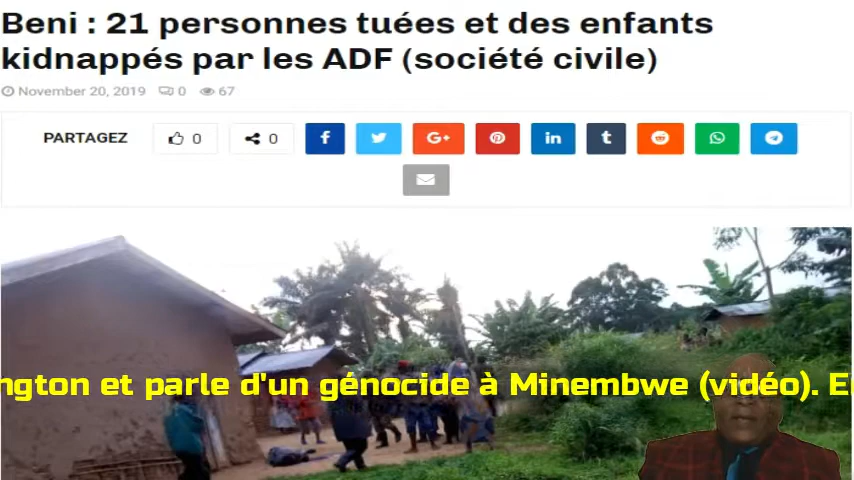 Beni : 21 personnes tuées et des enfants
kidnappés par les ADF (société civile)
November 20, 2019 0 67
PARTAGEZ 0 0 f G+ in t
et parle d'un génocide à Minembwe (vidéo).